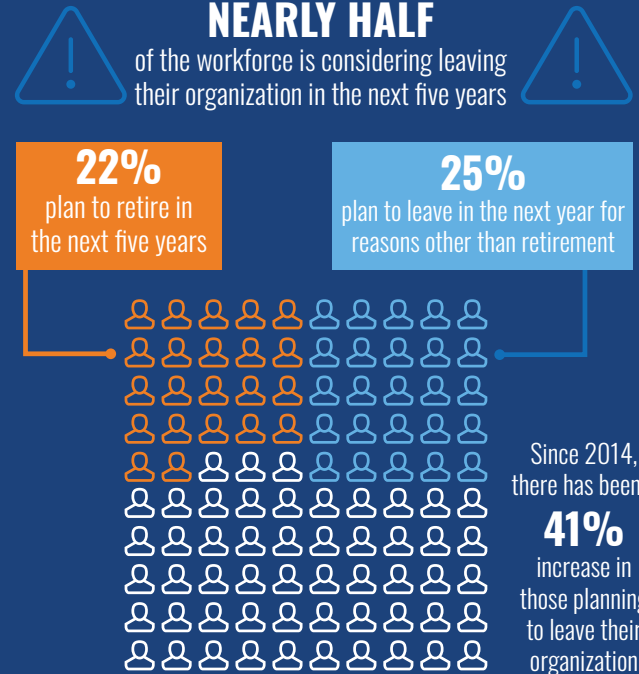 NEARLY HALF
of the workforce is considering leaving
their organization in the next five years
22%
plan to retire in
the next five years
25%
plan to leave in the next year for
reasons other than retirement
Since 2014,
there has been
41%
increase in
those planning
to leave their
organization